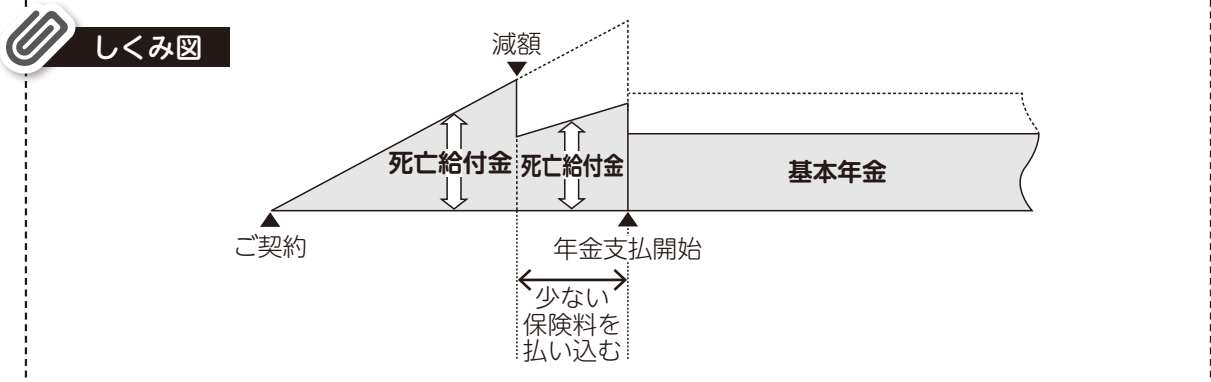 しくみ図
減額
死亡給付金
死亡給付金
基本年金
ご契約
年金支払開始
少ない
保険料を
払い込む